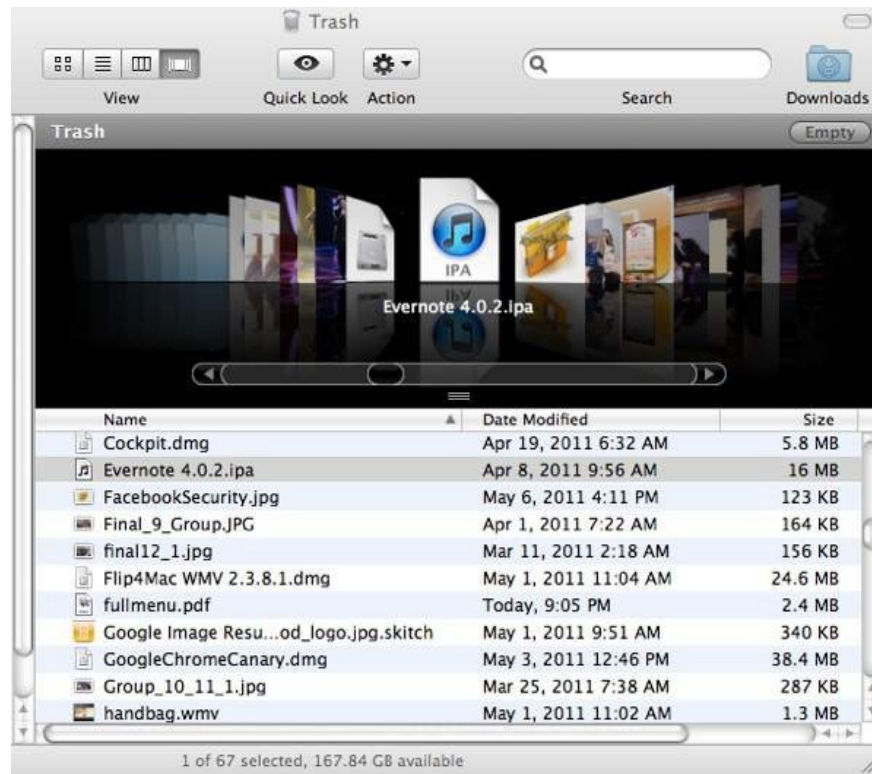 Trash
View Quick Look Action Search Downloads
Trash Empty
IPA
Evernote 4.0.2.ipa
Name Date Modified Size
Cockpit.dmg Apr 19, 2011 6:32 AM 5.8 MB
Evernote 4.0.2.ipa Apr 8, 2011 9:56 AM 16 MB
FacebookSecurity.jpg May 6, 2011 4:11 PM 123 KB
Final_9_Group.JPG Apr 1, 2011 7:22 AM 164 KB
final12_1.jpg Mar 11, 2011 2:18 AM 156 KB
Flip4Mac WMV 2.3.8.1.dmg May 1, 2011 11:04 AM 24.6 MB
fullmenu.pdf Today, 9:05 PM 2.4 MB
Google Image Resu...od_logo.jpg.skitch May 1, 2011 9:51 AM 340 KB
GoogleChromeCanary.dmg May 3, 2011 12:46 PM 38.4 MB
Group_10_11_1.jpg Mar 25, 2011 7:38 AM 287 KB
handbag.wmv May 1, 2011 11:02 AM 1.3 MB
1 of 67 selected, 167.84 GB available